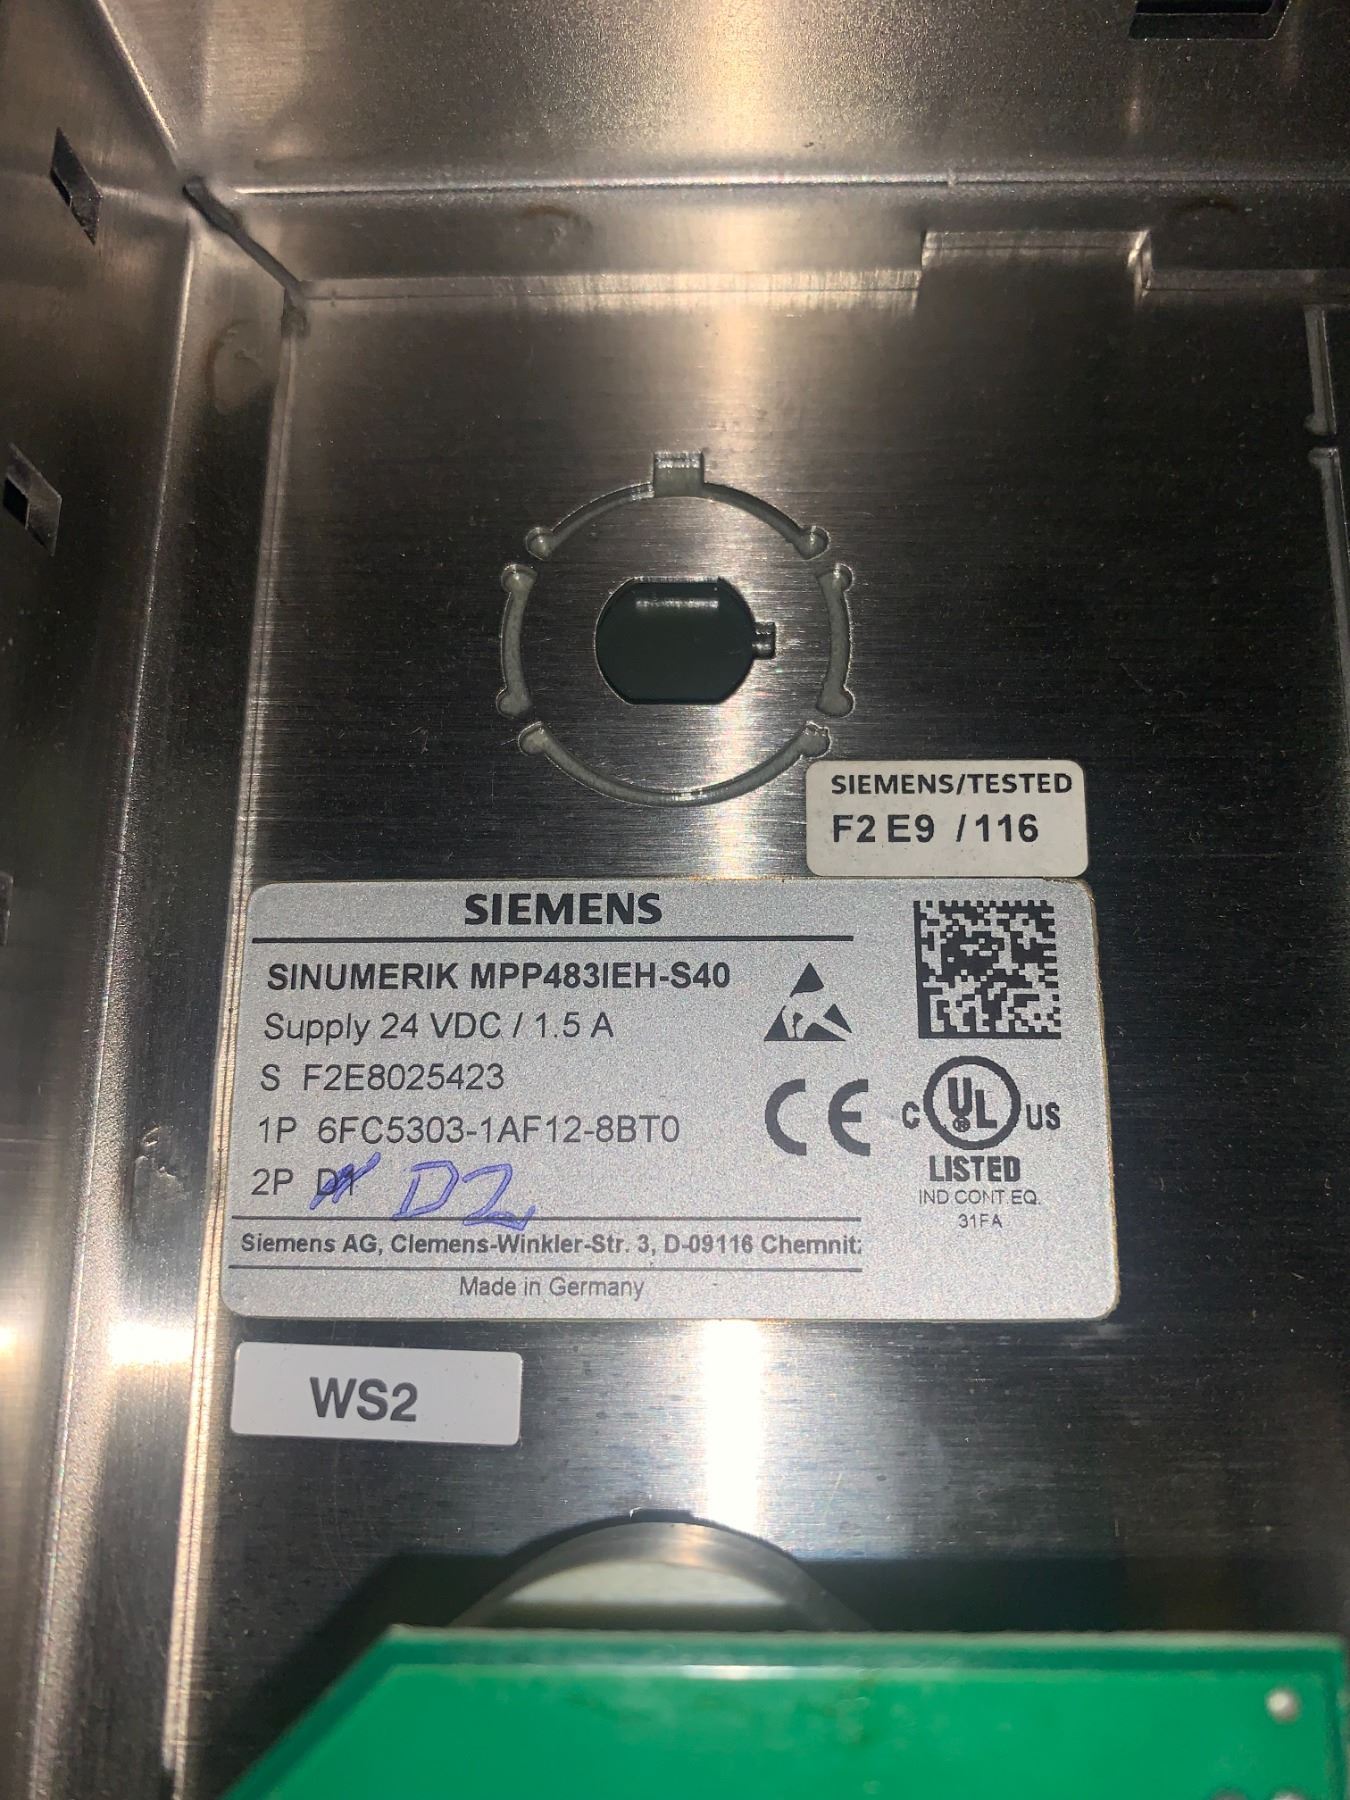 SIEMENS/TESTED
F2 E9 / 116
SIEMENS
SINUMERIK MPP483IEH-S40
Supply 24 VDC / 1.5 A
S F2E8025423
1P 6FC5303-1AF12-8BT0
2P D1 D2
Siemens AG, Clemens-Winkler-Str. 3, D-09116 Chemnitz
Made in Germany
CE
C UL US
®
LISTED
IND.CONT.EQ.
31FA
WS2